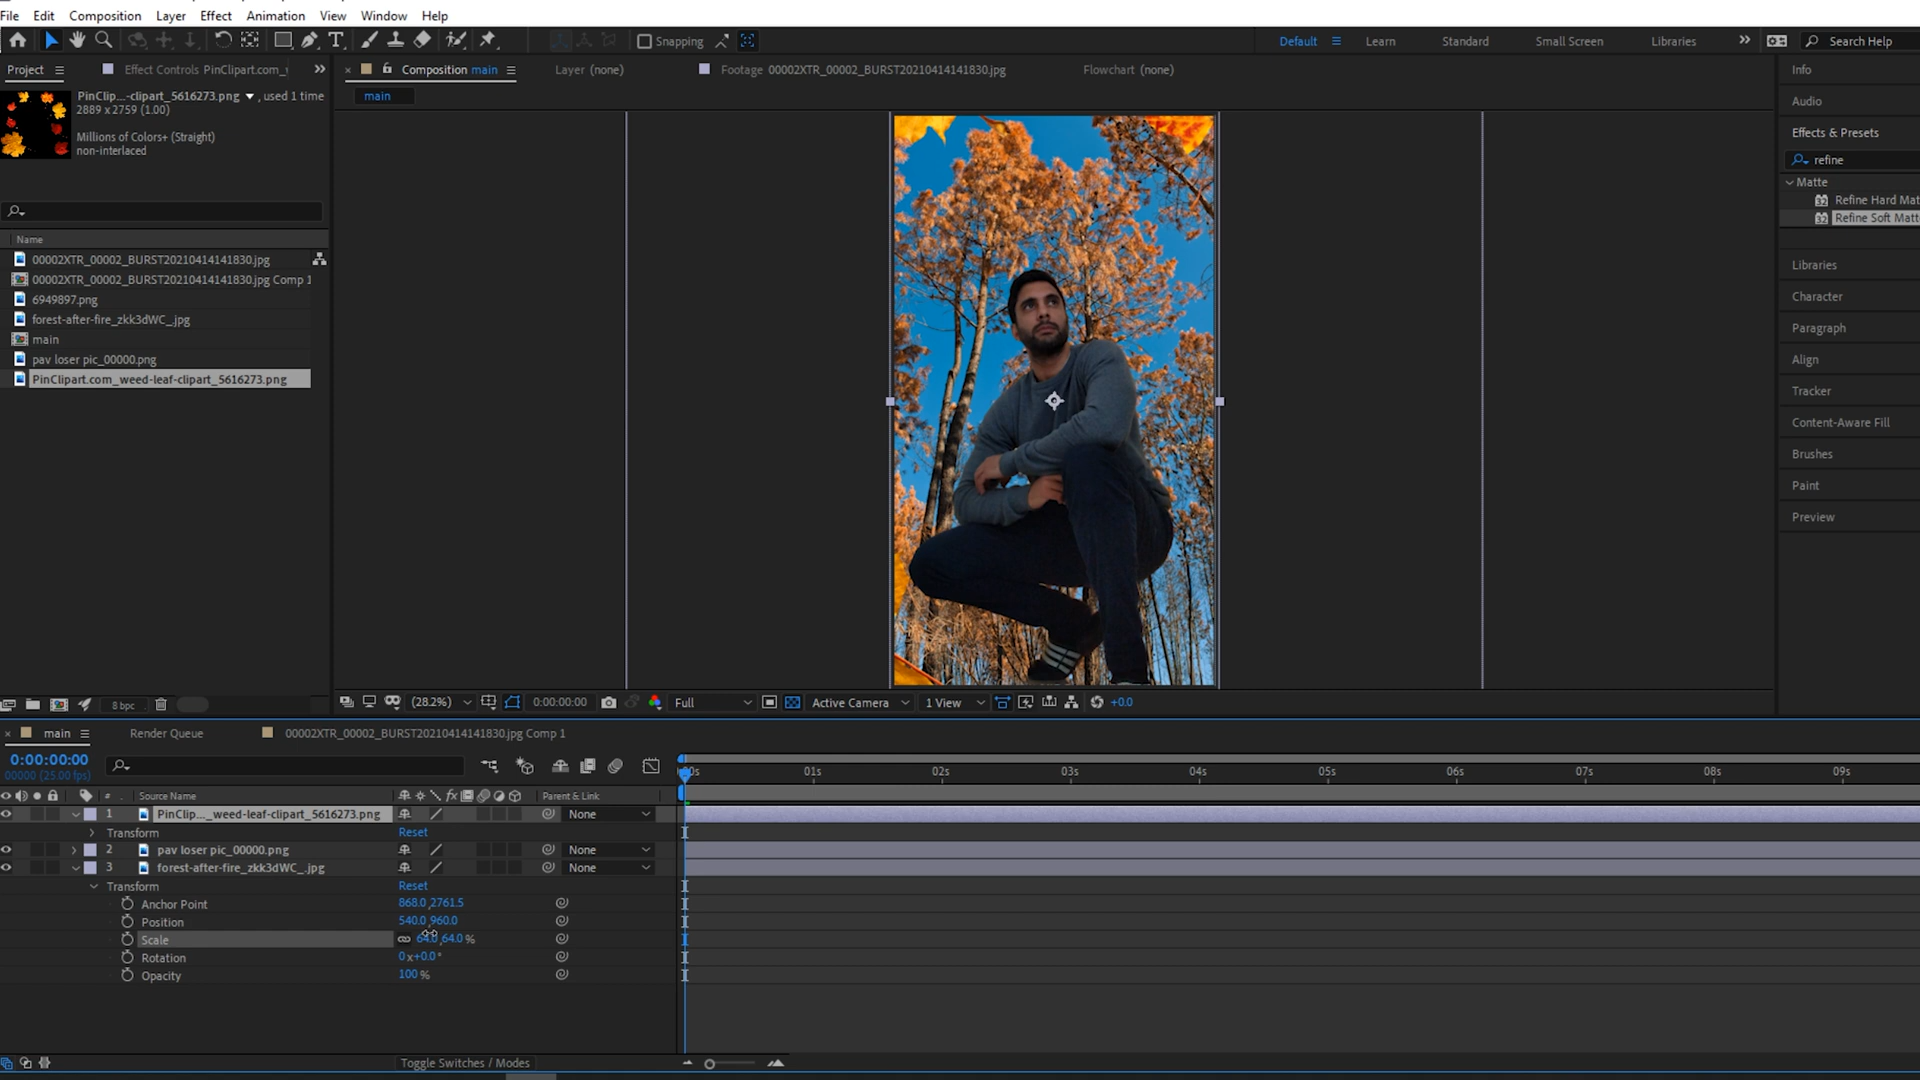 File Edit Composition Layer Effect Animation View Window Help
Snapping
Default Learn Standard Small Screen Libraries Search Help
Project Effect Controls PinClipart.com_
Composition main Layer (none) Footage 00002XTR_00002_BURST20210414141830.jpg Flowchart (none)
main
PinClip...-clipart_5616273.png , used 1 time
2889 x 2759 (1.00)
Millions of Colors+ (Straight)
non-interlaced
Name
00002XTR_00002_BURST20210414141830.jpg
00002XTR_00002_BURST20210414141830.jpg Comp 1
6949897.png
forest-after-fire_zkk3dWC_.jpg
main
pav loser pic_00000.png
PinClipart.com_weed-leaf-clipart_5616273.png
Info
Audio
Effects & Presets
refine
Matte
Refine Hard Mat
Refine Soft Matt
Libraries
Character
Paragraph
Align
Tracker
Content-Aware Fill
Brushes
Paint
Preview
8 bpc
(28.2%) 0:00:00:00 Full Active Camera 1 View +0.0
main Render Queue 00002XTR_00002_BURST20210414141830.jpg Comp 1
0:00:00:00
00000 (25.00 fps)
00s 01s 02s 03s 04s 05s 06s 07s 08s 09s
# Source Name fx Parent & Link
1 PinClip..._weed-leaf-clipart_5616273.png None
Transform Reset
2 pav loser pic_00000.png None
3 forest-after-fire_zkk3dWC_.jpg None
Transform Reset
Anchor Point 868.0,2761.5
Position 540.0,960.0
Scale 64.0,64.0 %
Rotation 0 x+0.0°
Opacity 100 %
Toggle Switches / Modes